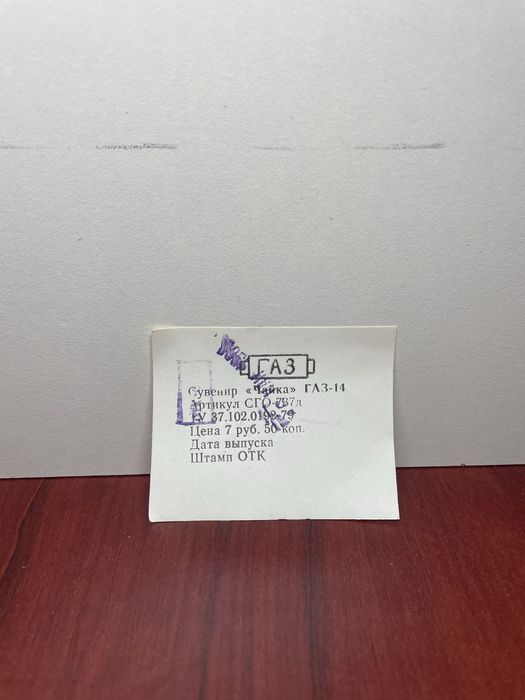 ГАЗ
Сувенир «Чайка» ГАЗ-14
Артикул СГО-737д
ТУ 37.102.0192-79
Цена 7 руб. 50 коп.
Дата выпуска
Штамп ОТК